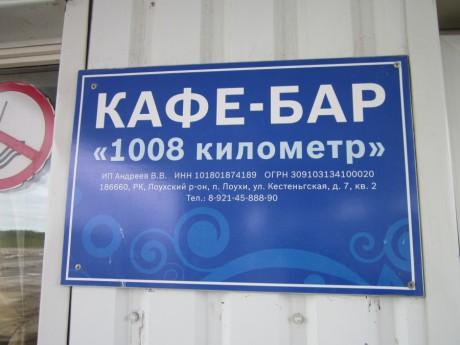 КАФЕ-БАР
«1008 километр»
ИП Андреев В.В. ИНН 101801874189 ОГРН 309103134100020
186660, РК, Лоухский р-он, п. Лоухи, ул. Кестеньгская, д. 7, кв. 2
Тел.: 8-921-45-888-90